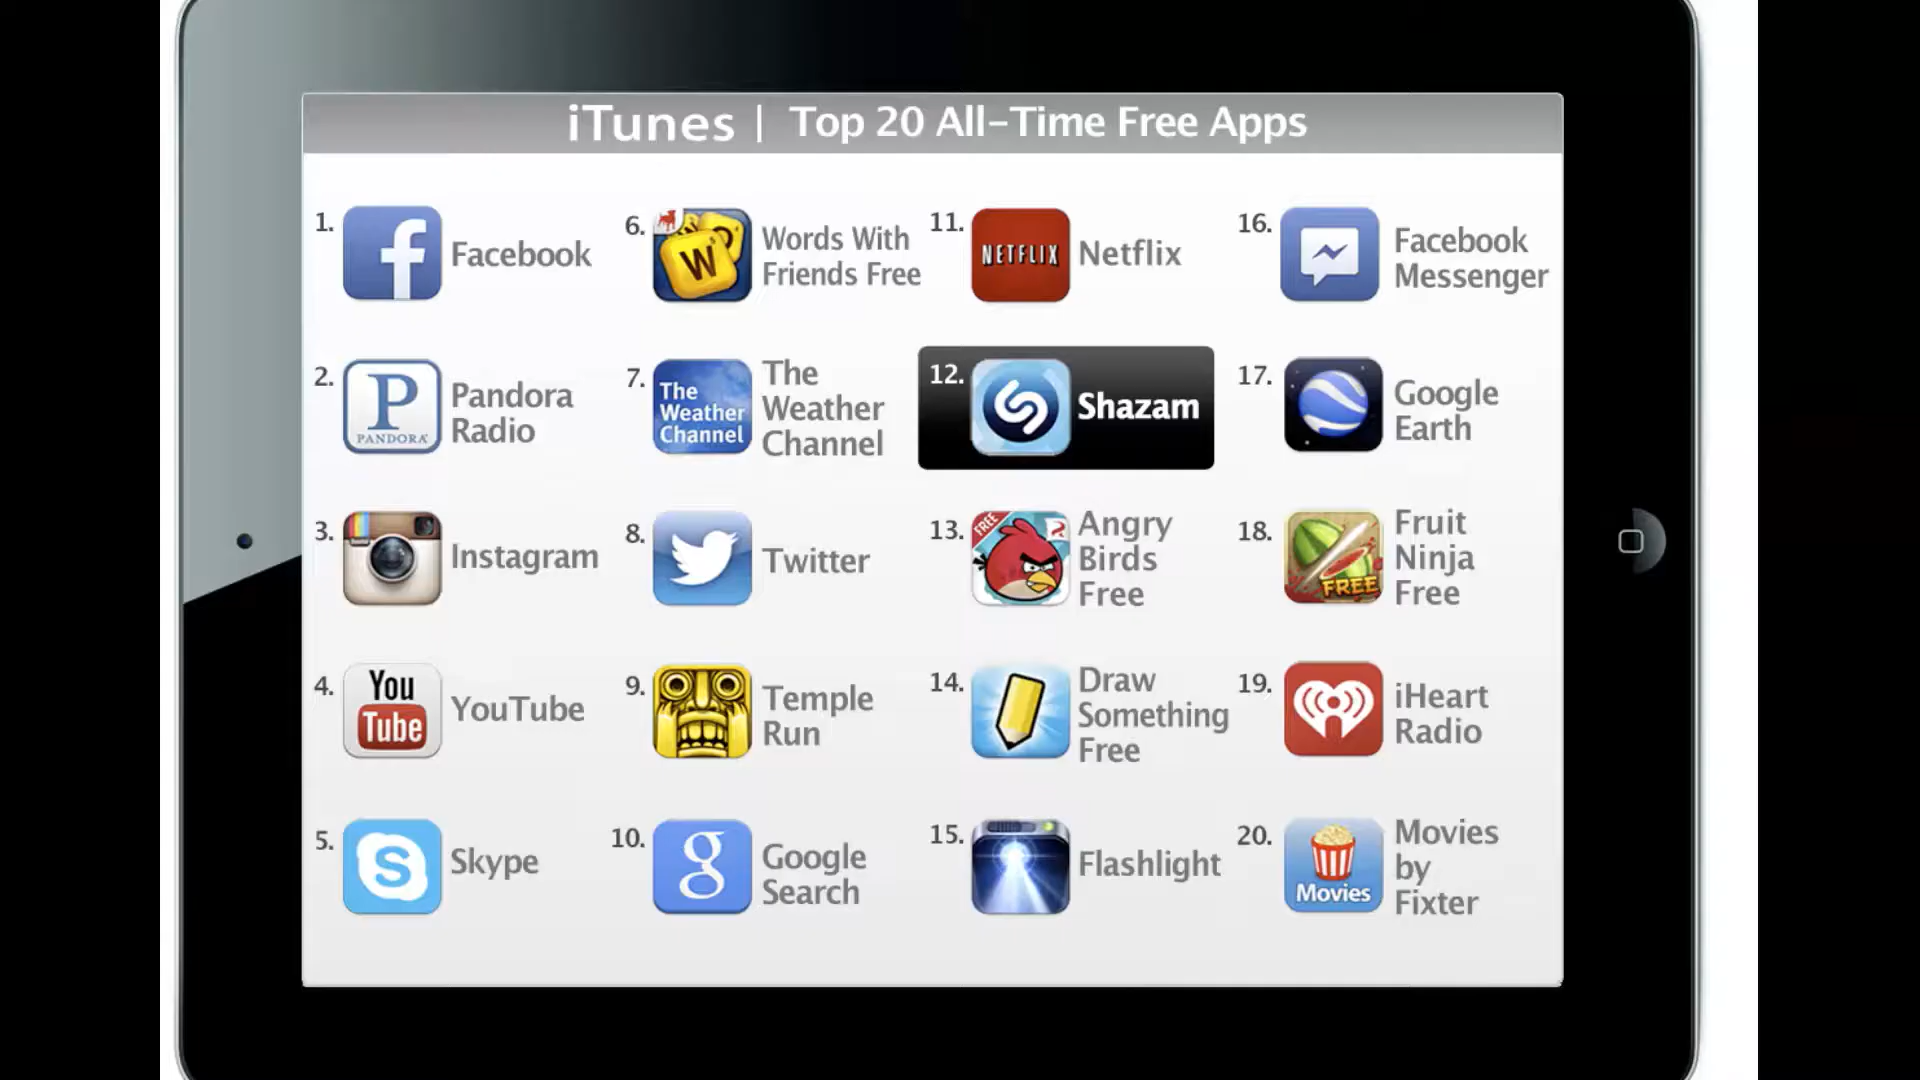 iTunes | Top 20 All-Time Free Apps
1.
Facebook
2.
PANDORA
Pandora
Radio
3.
Instagram
4.
You
Tube
YouTube
5.
S
Skype
6.
W
Words With
Friends Free
7.
The
Weather
Channel
The
Weather
Channel
8.
Twitter
9.
Temple
Run
10.
g
Google
Search
11.
NETFLIX
Netflix
12.
Shazam
13.
FREE
Angry
Birds
Free
14.
Draw
Something
Free
15.
Flashlight
16.
Facebook
Messenger
17.
Google
Earth
18.
FREE
Fruit
Ninja
Free
19.
iHeart
Radio
20.
Movies
Movies
by
Fixter